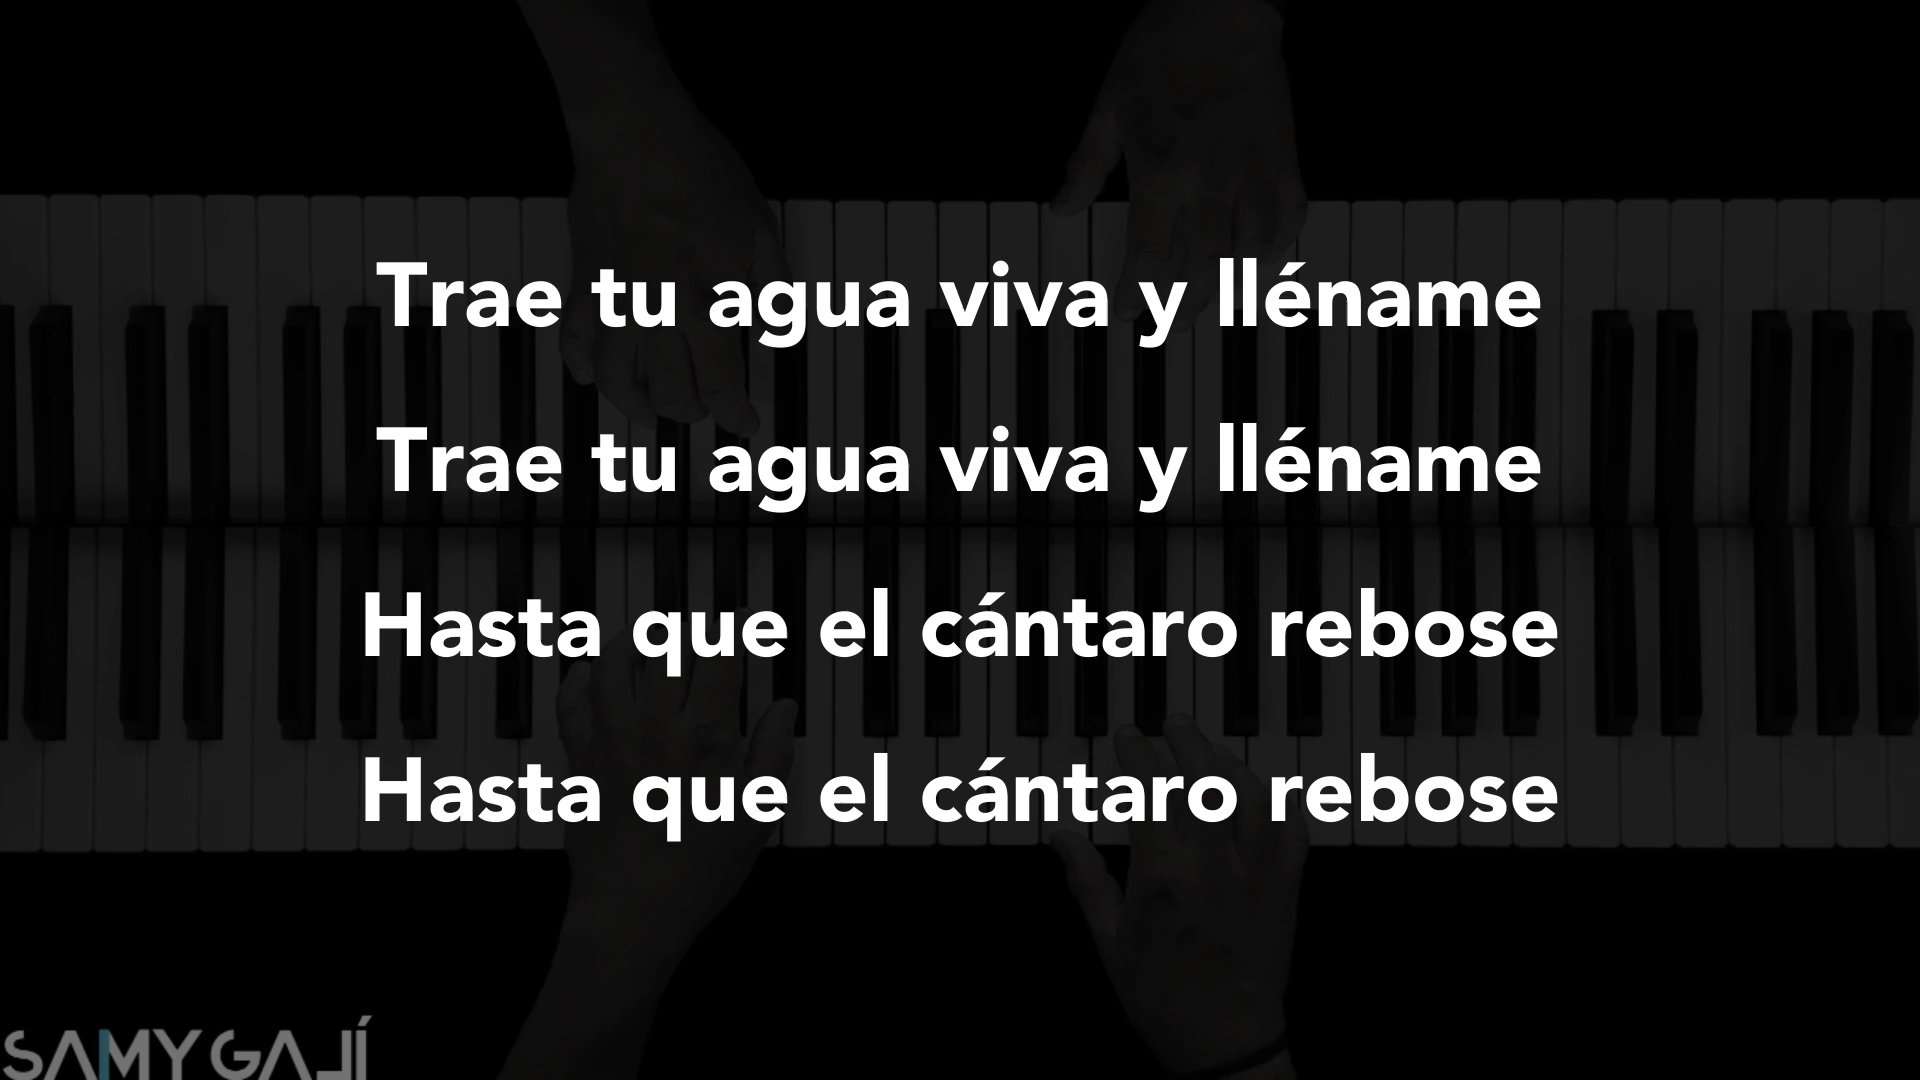 Trae tu agua viva y lléname
Trae tu agua viva y lléname
Hasta que el cántaro rebose
Hasta que el cántaro rebose
SAMY GAJÍ